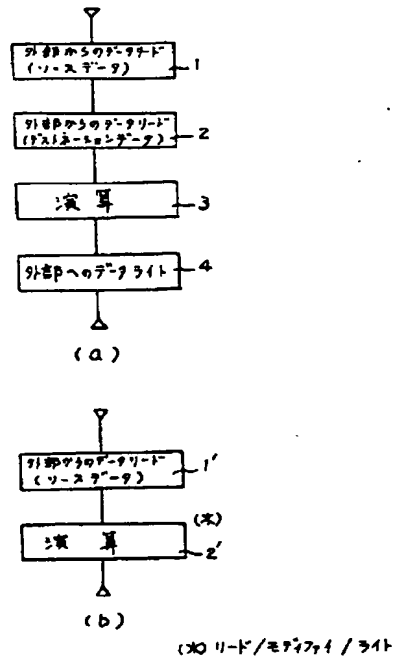 外部からのデータリード
(ソースデータ)
1
外部からのデータリード
(デストネーションデータ)
2
演算
3
外部へのデータライト
4
(a)
外部からのデータリード
(ソースデータ)
1'
(※)
演算
2'
(b)
(※) リード/モディファイ/ライト